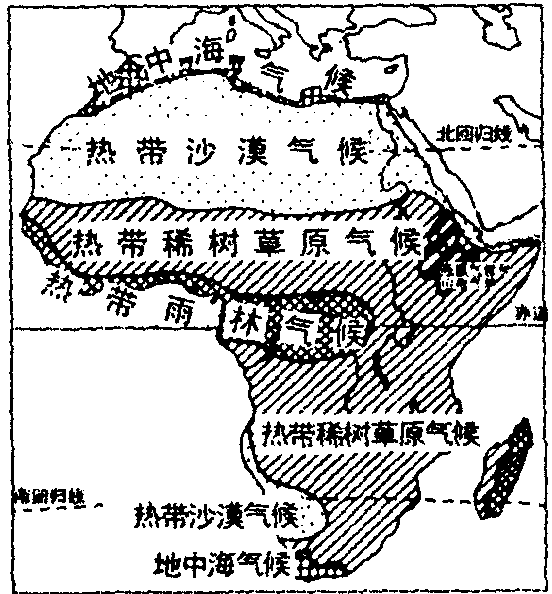 地中海气候
北回归线
热带沙漠气候
热带稀树草原气候
热带雨林气候
赤道
热带稀树草原气候
南回归线
热带沙漠气候
地中海气候